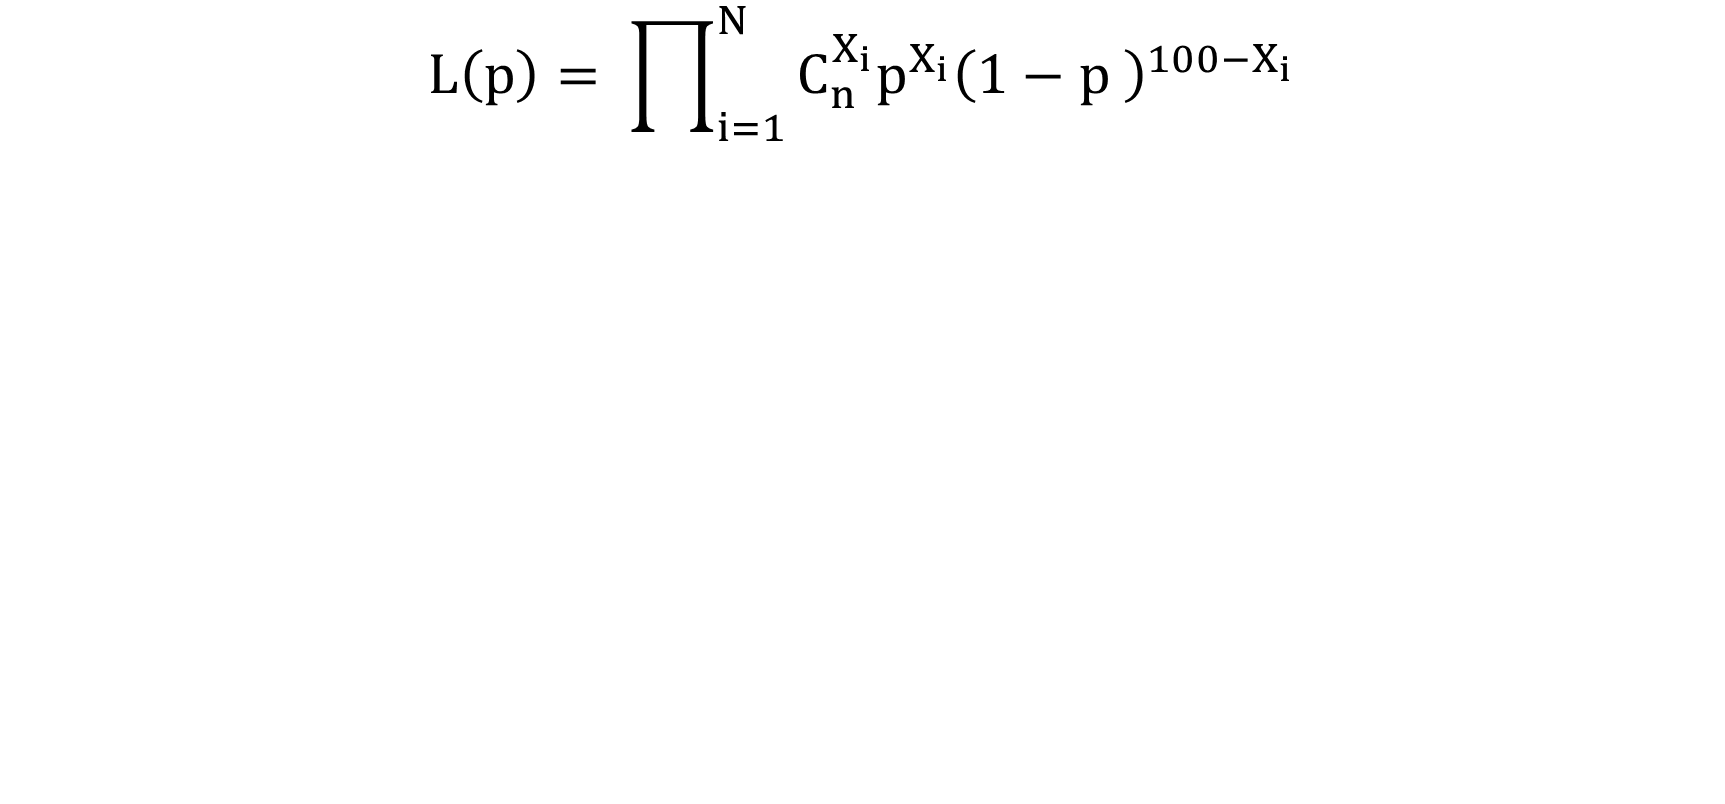 L(p) = ∏_{i=1}^{N} C_n^{X_i} p^{X_i} (1 − p )^{100−X_i}